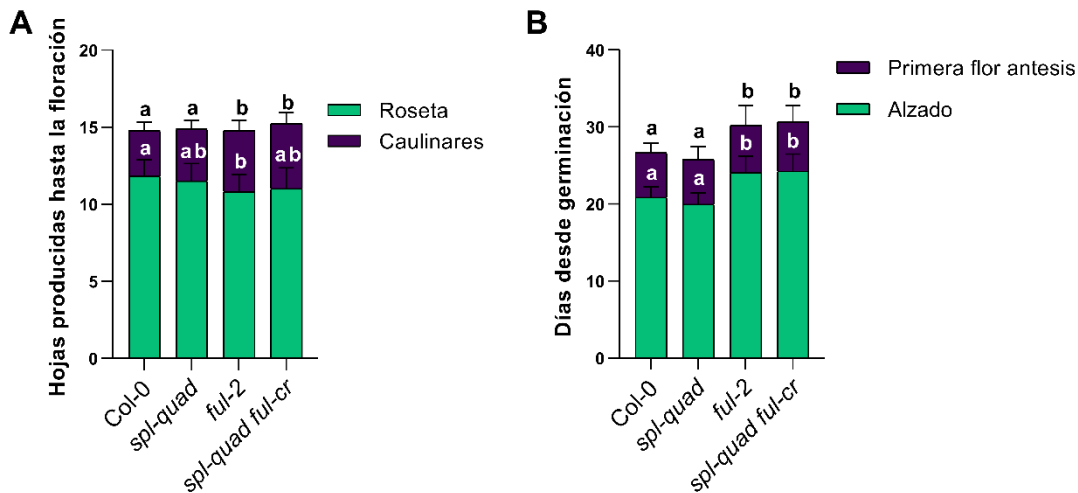 A
Hojas producidas hasta la floración
20
15
10
5
0
a
a
b
b
a
ab
b
ab
Col-0
spl-quad
ful-2
spl-quad ful-cr
Roseta
Caulinares
B
Días desde germinación
40
30
20
10
0
a
a
b
b
a
a
b
b
Col-0
spl-quad
ful-2
spl-quad ful-cr
Primera flor antesis
Alzado